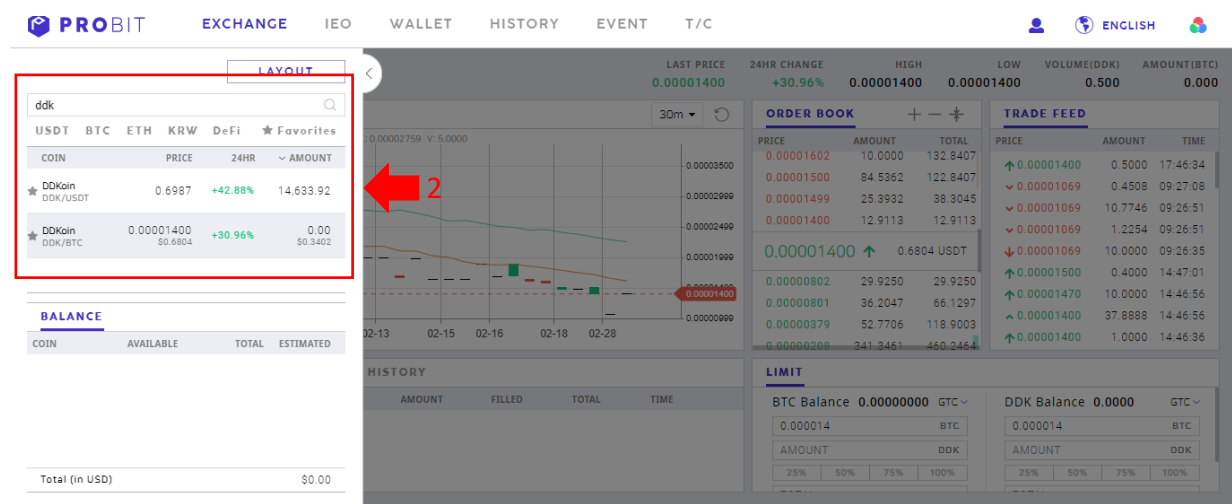 PROBIT EXCHANGE IEO WALLET HISTORY EVENT T/C ENGLISH
LAYOUT
ddk
USDT BTC ETH KRW DeFi Favorites
COIN PRICE 24HR AMOUNT
DDKoin 0.6987 +42.88% 14,633.92
DDK/USDT
DDKoin 0.00001400 +30.96% 0.00
DDK/BTC $0.6804 $0.3402
2
BALANCE
COIN AVAILABLE TOTAL ESTIMATED
Total (in USD) $0.00
LAST PRICE 24HR CHANGE HIGH LOW VOLUME(DDK) AMOUNT(BTC)
0.00001400 +30.96% 0.00001400 0.00001400 0.500 0.000
30m
: 0.00002759 V: 5.0000
0.00003500
0.00002999
0.00002499
0.00001999
0.00001400
0.00000999
02-13 02-15 02-16 02-18 02-28
ORDER BOOK
PRICE AMOUNT TOTAL
0.00001602 10.0000 132.8407
0.00001500 84.5362 122.8407
0.00001499 25.3932 38.3045
0.00001400 12.9113 12.9113
0.00001400 0.6804 USDT
0.00000802 29.9250 29.9250
0.00000801 36.2047 66.1297
0.00000379 52.7706 118.9003
0.00000208 341.3461 460.2464
TRADE FEED
PRICE AMOUNT TIME
0.00001400 0.5000 17:46:34
0.00001069 0.4508 09:27:08
0.00001069 10.7746 09:26:51
0.00001069 1.2254 09:26:51
0.00001069 10.0000 09:26:35
0.00001500 0.4000 14:47:01
0.00001470 10.0000 14:46:56
0.00001400 37.8888 14:46:56
0.00001400 1.0000 14:46:36
HISTORY
AMOUNT FILLED TOTAL TIME
LIMIT
BTC Balance 0.00000000 GTC
0.000014 BTC
AMOUNT DDK
25% 50% 75% 100%
DDK Balance 0.0000 GTC
0.000014 BTC
AMOUNT DDK
25% 50% 75% 100%